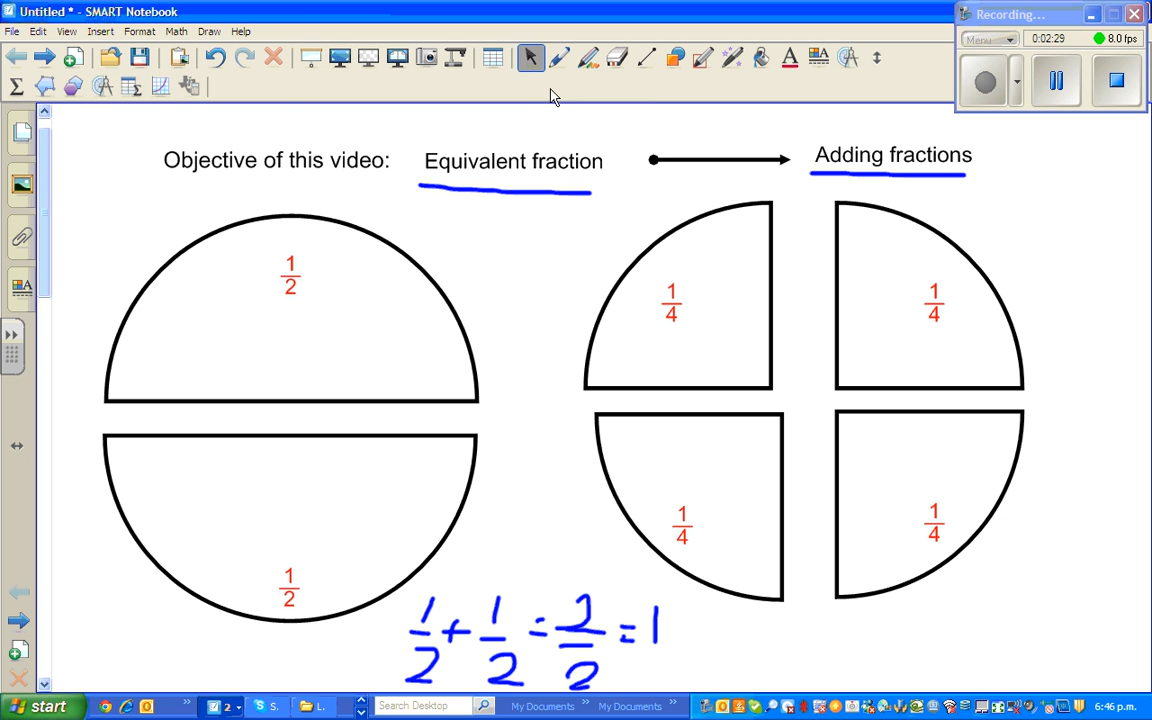 Untitled * - SMART Notebook
File Edit View Insert Format Math Draw Help
Recording...
Menu
0:02:29
8.0 fps
Objective of this video: Equivalent fraction Adding fractions
1/2
1/4
1/4
1/4
1/4
1/2
1/2 + 1/2 = 2/2 = 1
start
2
S.
L.
Search Desktop
My Documents
»
My Documents
»
6:46 p.m.